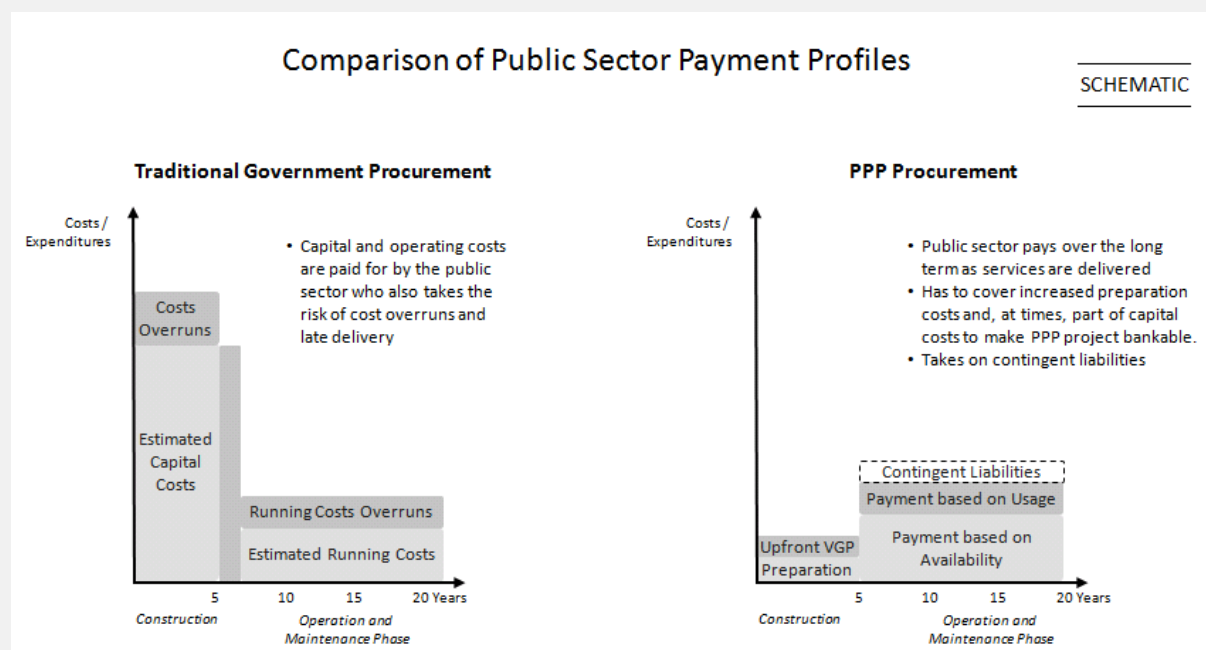 Comparison of Public Sector Payment Profiles
SCHEMATIC
Traditional Government Procurement
Costs /
Expenditures
• Capital and operating costs
are paid for by the public
sector who also takes the
risk of cost overruns and
late delivery
Costs
Overruns
Estimated
Capital
Costs
Running Costs Overruns
Estimated Running Costs
5 10 15 20 Years
Construction
Operation and
Maintenance Phase
PPP Procurement
Costs /
Expenditures
• Public sector pays over the long
term as services are delivered
• Has to cover increased preparation
costs and, at times, part of capital
costs to make PPP project bankable.
• Takes on contingent liabilities
Contingent Liabilities
Payment based on Usage
Payment based on
Availability
Upfront VGP
Preparation
5 10 15 20 Years
Construction
Operation and
Maintenance Phase